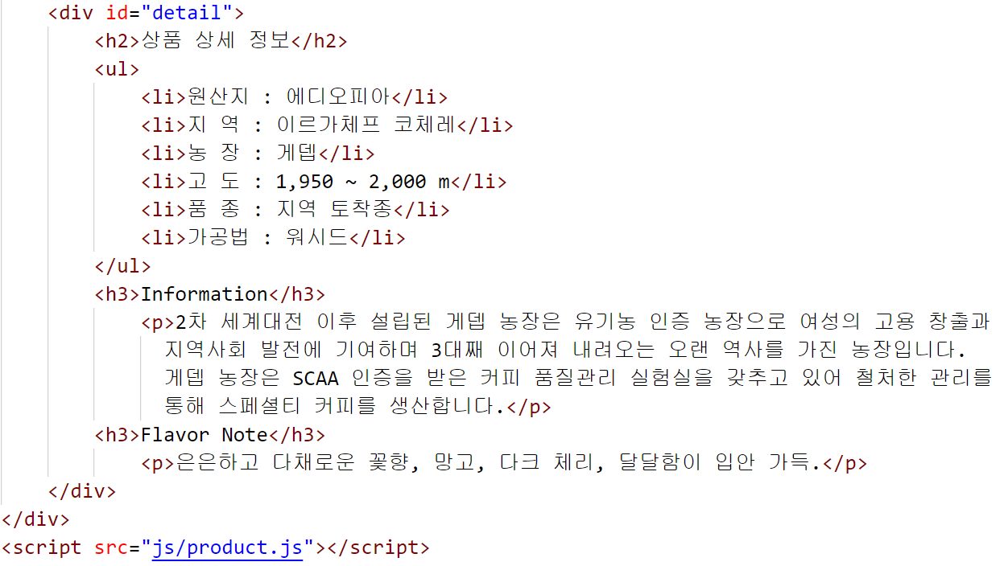 <div id="detail">
<h2>상품 상세 정보</h2>
<ul>
<li>원산지 : 에디오피아</li>
<li>지 역 : 이르가체프 코체레</li>
<li>농 장 : 게뎁</li>
<li>고 도 : 1,950 ~ 2,000 m</li>
<li>품 종 : 지역 토착종</li>
<li>가공법 : 워시드</li>
</ul>
<h3>Information</h3>
<p>2차 세계대전 이후 설립된 게뎁 농장은 유기농 인증 농장으로 여성의 고용 창출과
지역사회 발전에 기여하며 3대째 이어져 내려오는 오랜 역사를 가진 농장입니다.
게뎁 농장은 SCAA 인증을 받은 커피 품질관리 실험실을 갖추고 있어 철처한 관리를
통해 스페셜티 커피를 생산합니다.</p>
<h3>Flavor Note</h3>
<p>은은하고 다채로운 꽃향, 망고, 다크 체리, 달달함이 입안 가득.</p>
</div>
</div>
<script src="js/product.js"></script>